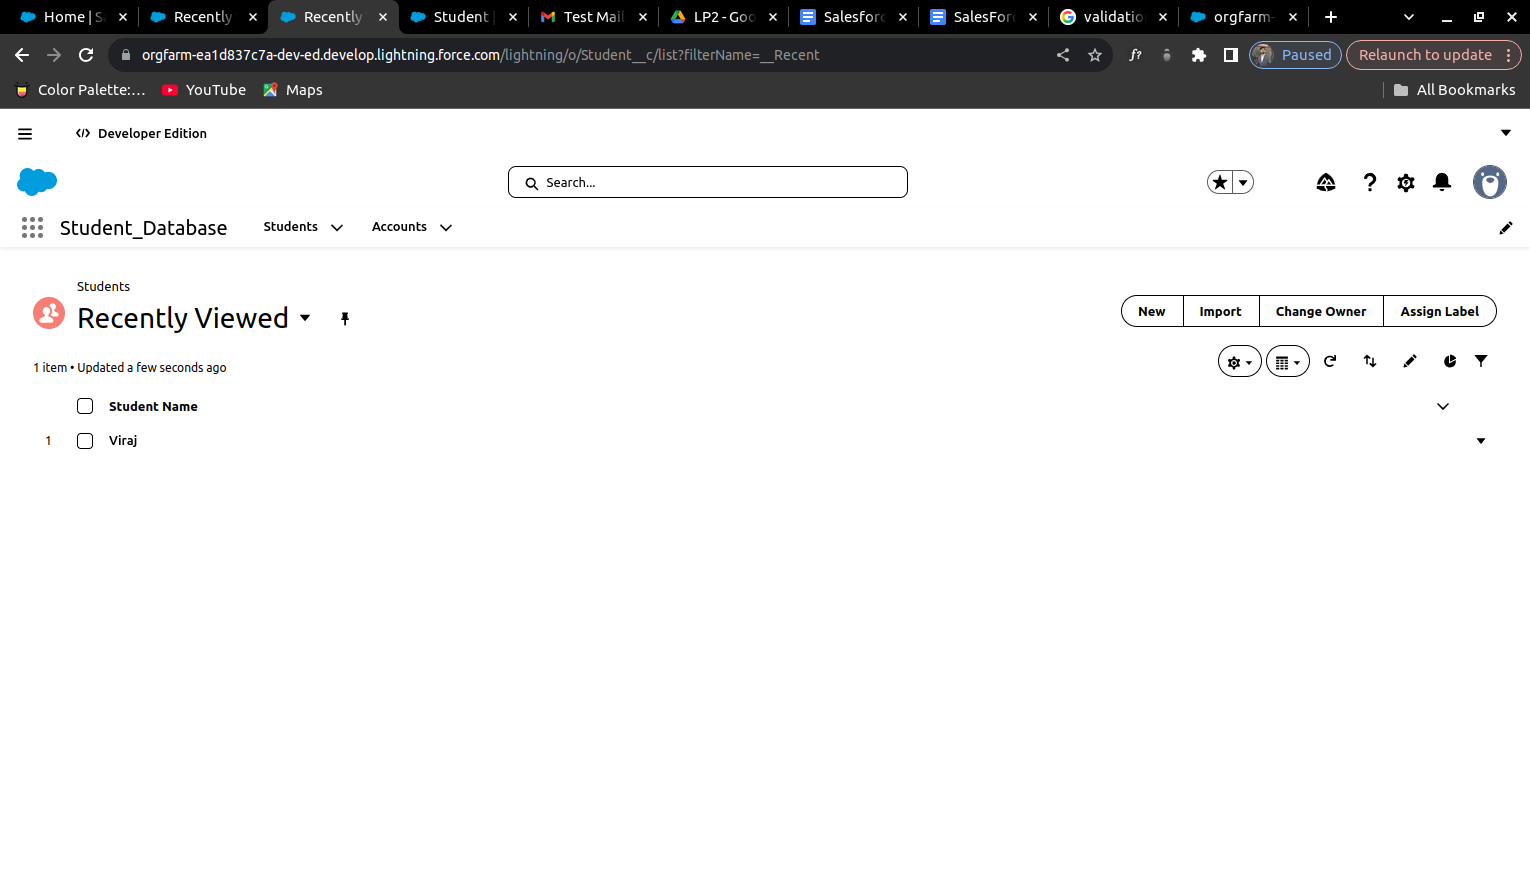 Home | S
Recently
Recently
Student |
Test Mail
LP2 - Goo
Salesforc
SalesFor
validatio
orgfarm-
orgfarm-ea1d837c7a-dev-ed.develop.lightning.force.com/lightning/o/Student__c/list?filterName=__Recent
f?
Paused
Relaunch to update
Color Palette:...
YouTube
Maps
All Bookmarks
Developer Edition
Search...
Student_Database
Students
Accounts
Students
Recently Viewed
New
Import
Change Owner
Assign Label
1 item • Updated a few seconds ago
Student Name
1 Viraj